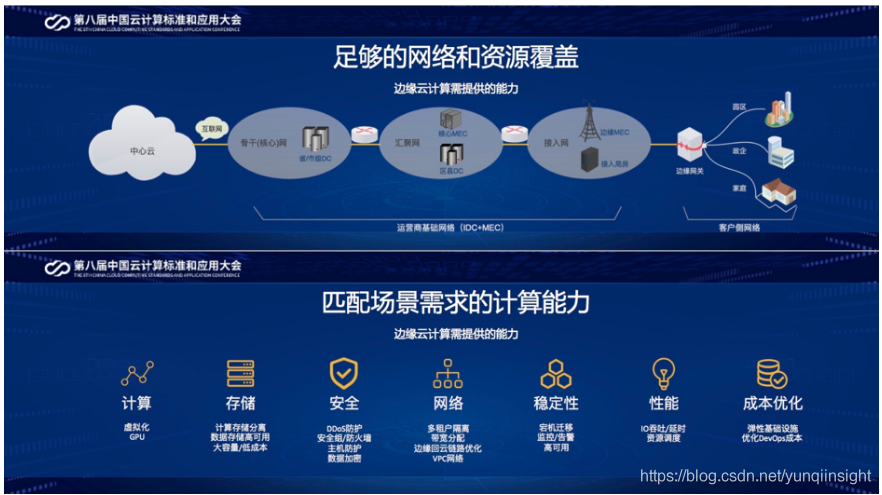 第八届中国云计算标准和应用大会
THE 8TH CHINA CLOUD COMPUTING STANDARDS AND APPLICATION CONFERENCE
足够的网络和资源覆盖
边缘云计算需提供的能力
中心云
互联网
骨干(核心)网
省/市级DC
汇聚网
核心MEC
区县DC
接入网
边缘MEC
接入局房
边缘网关
园区
政企
家庭
运营商基础网络（IDC+MEC）
客户侧网络
第八届中国云计算标准和应用大会
THE 8TH CHINA CLOUD COMPUTING STANDARDS AND APPLICATION CONFERENCE
匹配场景需求的计算能力
边缘云计算需提供的能力
计算
虚拟化
GPU
存储
计算存储分离
数据存储高可用
大容量/低成本
安全
DDoS防护
安全组/防火墙
主机防护
数据加密
网络
多租户隔离
带宽分配
边缘回云链路优化
VPC网络
稳定性
宕机迁移
监控/告警
高可用
性能
IO吞吐/延时
资源调度
成本优化
弹性基础设施
优化DevOps成本
https://blog.csdn.net/yunqiinsight